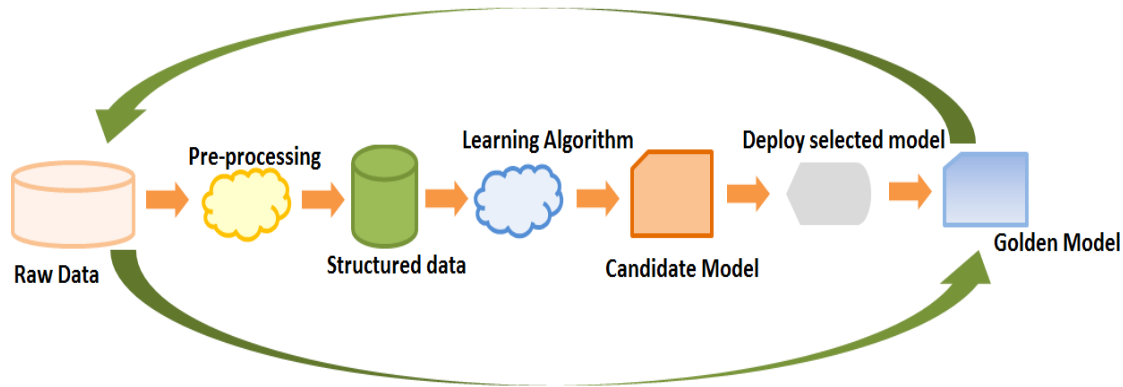 Raw Data
Pre-processing
Structured data
Learning Algorithm
Candidate Model
Deploy selected model
Golden Model